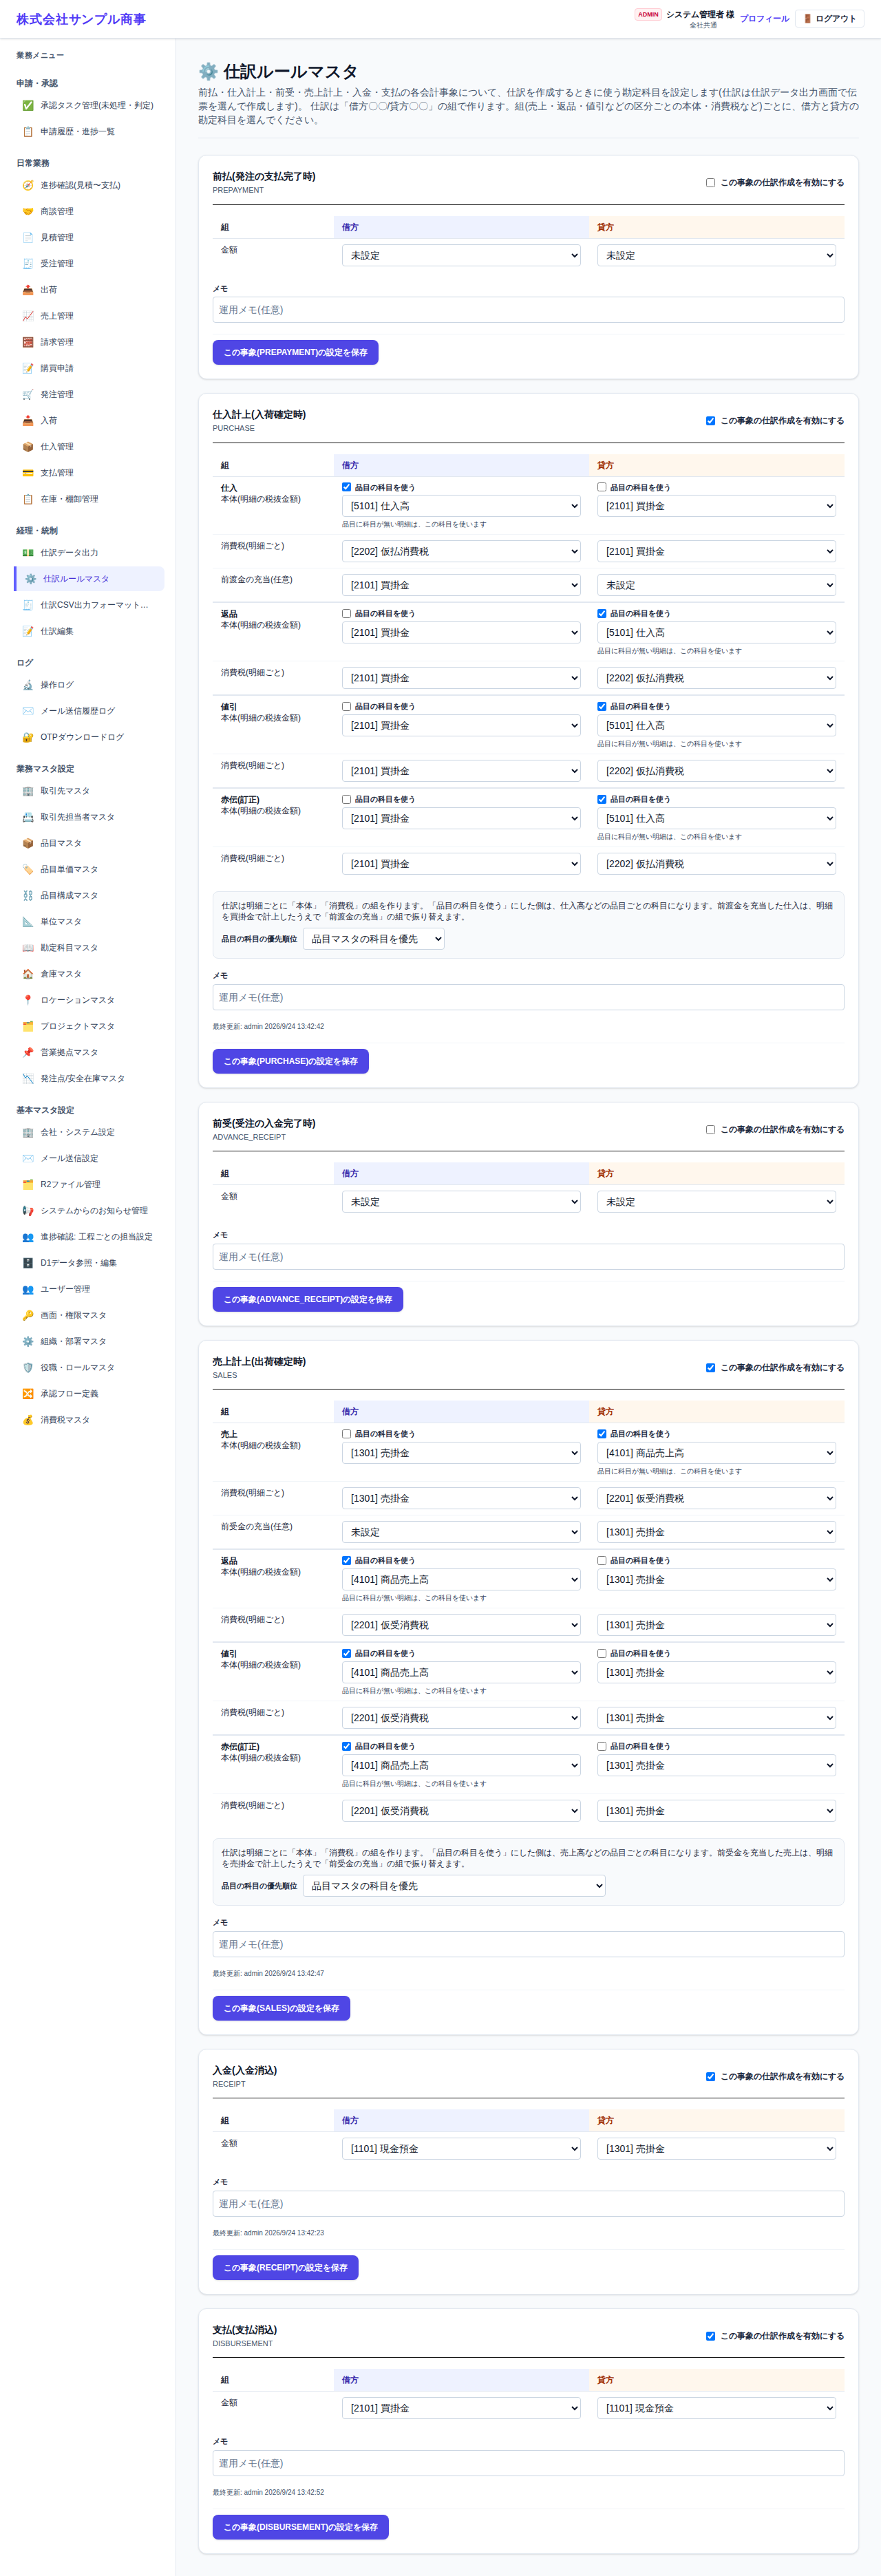 株式会社サンプル商事
ADMIN システム管理者 様
全社共通
プロフィール
ログアウト
業務メニュー
申請・承認
承認タスク管理(未処理・判定)
申請履歴・進捗一覧
日常業務
進捗確認(見積〜支払)
商談管理
見積管理
受注管理
出荷
売上管理
請求管理
購買申請
発注管理
入荷
仕入管理
支払管理
在庫・棚卸管理
経理・統制
仕訳データ出力
仕訳ルールマスタ
仕訳CSV出力フォーマット…
仕訳編集
ログ
操作ログ
メール送信履歴ログ
OTPダウンロードログ
業務マスタ設定
取引先マスタ
取引先担当者マスタ
品目マスタ
品目単価マスタ
品目構成マスタ
単位マスタ
勘定科目マスタ
倉庫マスタ
ロケーションマスタ
プロジェクトマスタ
営業拠点マスタ
発注点/安全在庫マスタ
基本マスタ設定
会社・システム設定
メール送信設定
R2ファイル管理
システムからのお知らせ管理
進捗確認: 工程ごとの担当設定
D1データ参照・編集
ユーザー管理
画面・権限マスタ
組織・部署マスタ
役職・ロールマスタ
承認フロー定義
消費税マスタ
仕訳ルールマスタ
前払・仕入計上・前受・売上計上・入金・支払の各会計事象について、仕訳を作成するときに使う勘定科目を設定します(仕訳は仕訳データ出力画面で伝
票を選んで作成します)。 仕訳は「借方〇〇/貸方〇〇」の組で作ります。組(売上・返品・値引などの区分ごとの本体・消費税など)ごとに、借方と貸方の
勘定科目を選んでください。
前払(発注の支払完了時)
PREPAYMENT
この事象の仕訳作成を有効にする
組 借方 貸方
金額 未設定 未設定
メモ
運用メモ(任意)
この事象(PREPAYMENT)の設定を保存
仕入計上(入荷確定時)
PURCHASE
この事象の仕訳作成を有効にする
組 借方 貸方
仕入 品目の科目を使う 品目の科目を使う
本体(明細の税抜金額) [5101] 仕入高 [2101] 買掛金
品目に科目が無い明細は、この科目を使います
消費税(明細ごと) [2202] 仮払消費税 [2101] 買掛金
前渡金の充当(任意) [2101] 買掛金 未設定
返品 品目の科目を使う 品目の科目を使う
本体(明細の税抜金額) [2101] 買掛金 [5101] 仕入高
品目に科目が無い明細は、この科目を使います
消費税(明細ごと) [2101] 買掛金 [2202] 仮払消費税
値引 品目の科目を使う 品目の科目を使う
本体(明細の税抜金額) [2101] 買掛金 [5101] 仕入高
品目に科目が無い明細は、この科目を使います
消費税(明細ごと) [2101] 買掛金 [2202] 仮払消費税
赤伝(訂正) 品目の科目を使う 品目の科目を使う
本体(明細の税抜金額) [2101] 買掛金 [5101] 仕入高
品目に科目が無い明細は、この科目を使います
消費税(明細ごと) [2101] 買掛金 [2202] 仮払消費税
仕訳は明細ごとに「本体」「消費税」の組を作ります。「品目の科目を使う」にした側は、仕入高などの品目ごとの科目になります。前渡金を充当した仕入は、明細
を買掛金で計上したうえで「前渡金の充当」の組で振り替えます。
品目の科目の優先順位 品目マスタの科目を優先
メモ
運用メモ(任意)
最終更新: admin 2026/9/24 13:42:42
この事象(PURCHASE)の設定を保存
前受(受注の入金完了時)
ADVANCE_RECEIPT
この事象の仕訳作成を有効にする
組 借方 貸方
金額 未設定 未設定
メモ
運用メモ(任意)
この事象(ADVANCE_RECEIPT)の設定を保存
売上計上(出荷確定時)
SALES
この事象の仕訳作成を有効にする
組 借方 貸方
売上 品目の科目を使う 品目の科目を使う
本体(明細の税抜金額) [1301] 売掛金 [4101] 商品売上高
品目に科目が無い明細は、この科目を使います
消費税(明細ごと) [1301] 売掛金 [2201] 仮受消費税
前受金の充当(任意) 未設定 [1301] 売掛金
返品 品目の科目を使う 品目の科目を使う
本体(明細の税抜金額) [4101] 商品売上高 [1301] 売掛金
品目に科目が無い明細は、この科目を使います
消費税(明細ごと) [2201] 仮受消費税 [1301] 売掛金
値引 品目の科目を使う 品目の科目を使う
本体(明細の税抜金額) [4101] 商品売上高 [1301] 売掛金
品目に科目が無い明細は、この科目を使います
消費税(明細ごと) [2201] 仮受消費税 [1301] 売掛金
赤伝(訂正) 品目の科目を使う 品目の科目を使う
本体(明細の税抜金額) [4101] 商品売上高 [1301] 売掛金
品目に科目が無い明細は、この科目を使います
消費税(明細ごと) [2201] 仮受消費税 [1301] 売掛金
仕訳は明細ごとに「本体」「消費税」の組を作ります。「品目の科目を使う」にした側は、売上高などの品目ごとの科目になります。前受金を充当した売上は、明細
を売掛金で計上したうえで「前受金の充当」の組で振り替えます。
品目の科目の優先順位 品目マスタの科目を優先
メモ
運用メモ(任意)
最終更新: admin 2026/9/24 13:42:47
この事象(SALES)の設定を保存
入金(入金消込)
RECEIPT
この事象の仕訳作成を有効にする
組 借方 貸方
金額 [1101] 現金預金 [1301] 売掛金
メモ
運用メモ(任意)
最終更新: admin 2026/9/24 13:42:23
この事象(RECEIPT)の設定を保存
支払(支払消込)
DISBURSEMENT
この事象の仕訳作成を有効にする
組 借方 貸方
金額 [2101] 買掛金 [1101] 現金預金
メモ
運用メモ(任意)
最終更新: admin 2026/9/24 13:42:52
この事象(DISBURSEMENT)の設定を保存